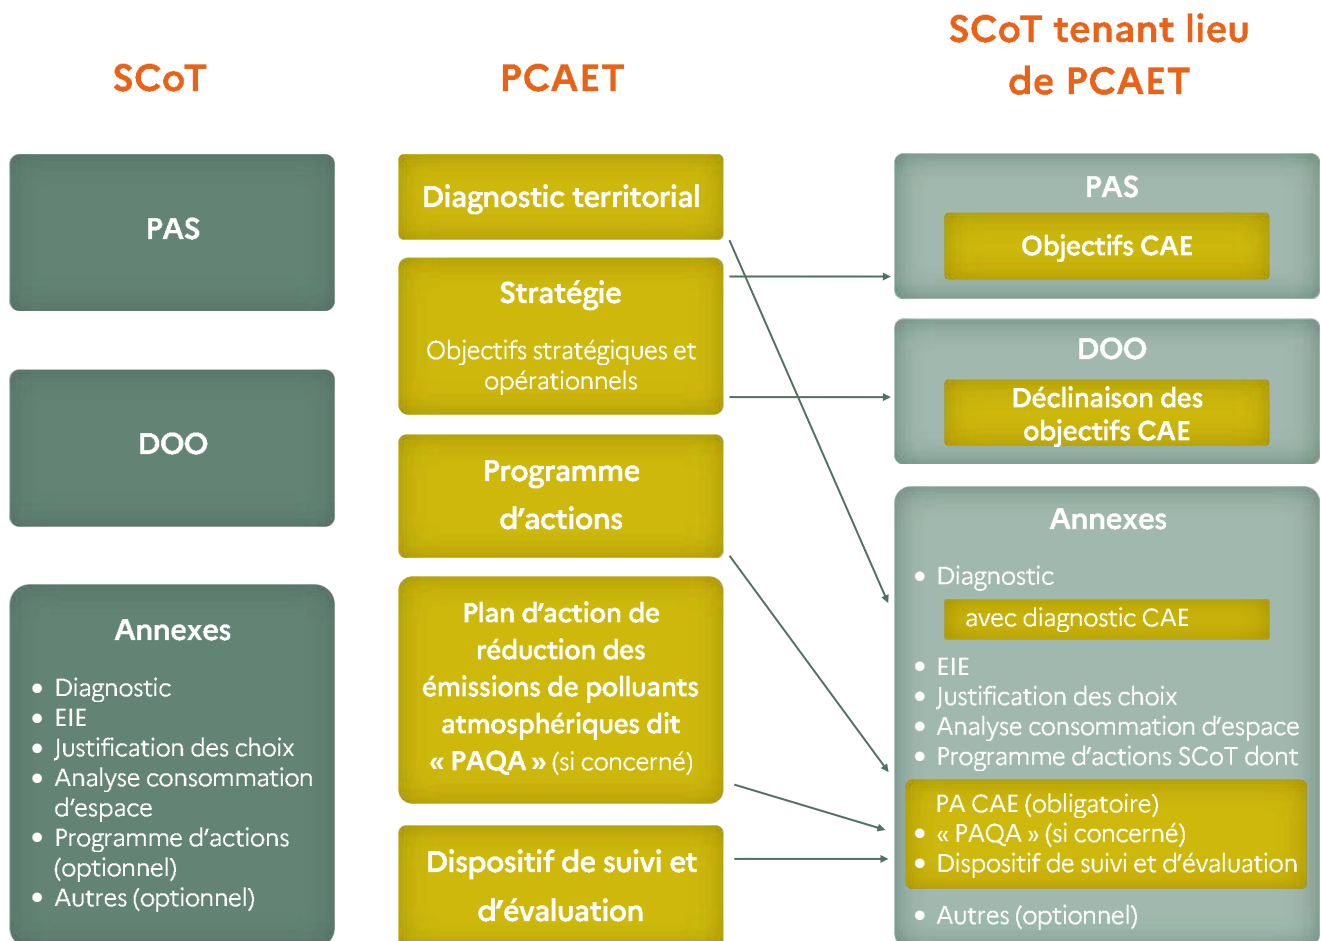 SCoT
PAS
DOO
Annexes
• Diagnostic
• EIE
• Justification des choix
• Analyse consommation
d'espace
• Programme d'actions
(optionnel)
• Autres (optionnel)
PCAET
Diagnostic territorial
Stratégie
Objectifs stratégiques et
opérationnels
Programme
d'actions
Plan d'action de
réduction des
émissions de polluants
atmosphériques dit
« PAQA » (si concerné)
Dispositif de suivi et
d'évaluation
SCoT tenant lieu
de PCAET
PAS
Objectifs CAE
DOO
Déclinaison des
objectifs CAE
Annexes
• Diagnostic
avec diagnostic CAE
• EIE
• Justification des choix
• Analyse consommation d'espace
• Programme d'actions SCoT dont
PA CAE (obligatoire)
• « PAQA » (si concerné)
• Dispositif de suivi et d'évaluation
• Autres (optionnel)